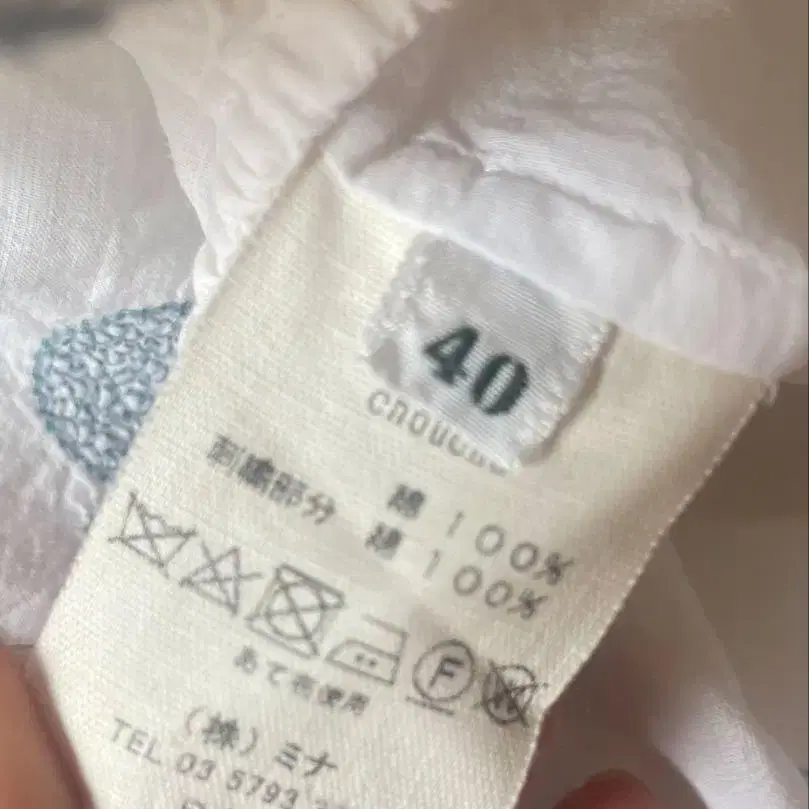 40
綿 100%
刺繍部分 綿 100%
F
W
あて布使用
(株)ミナ
TEL 03 5793